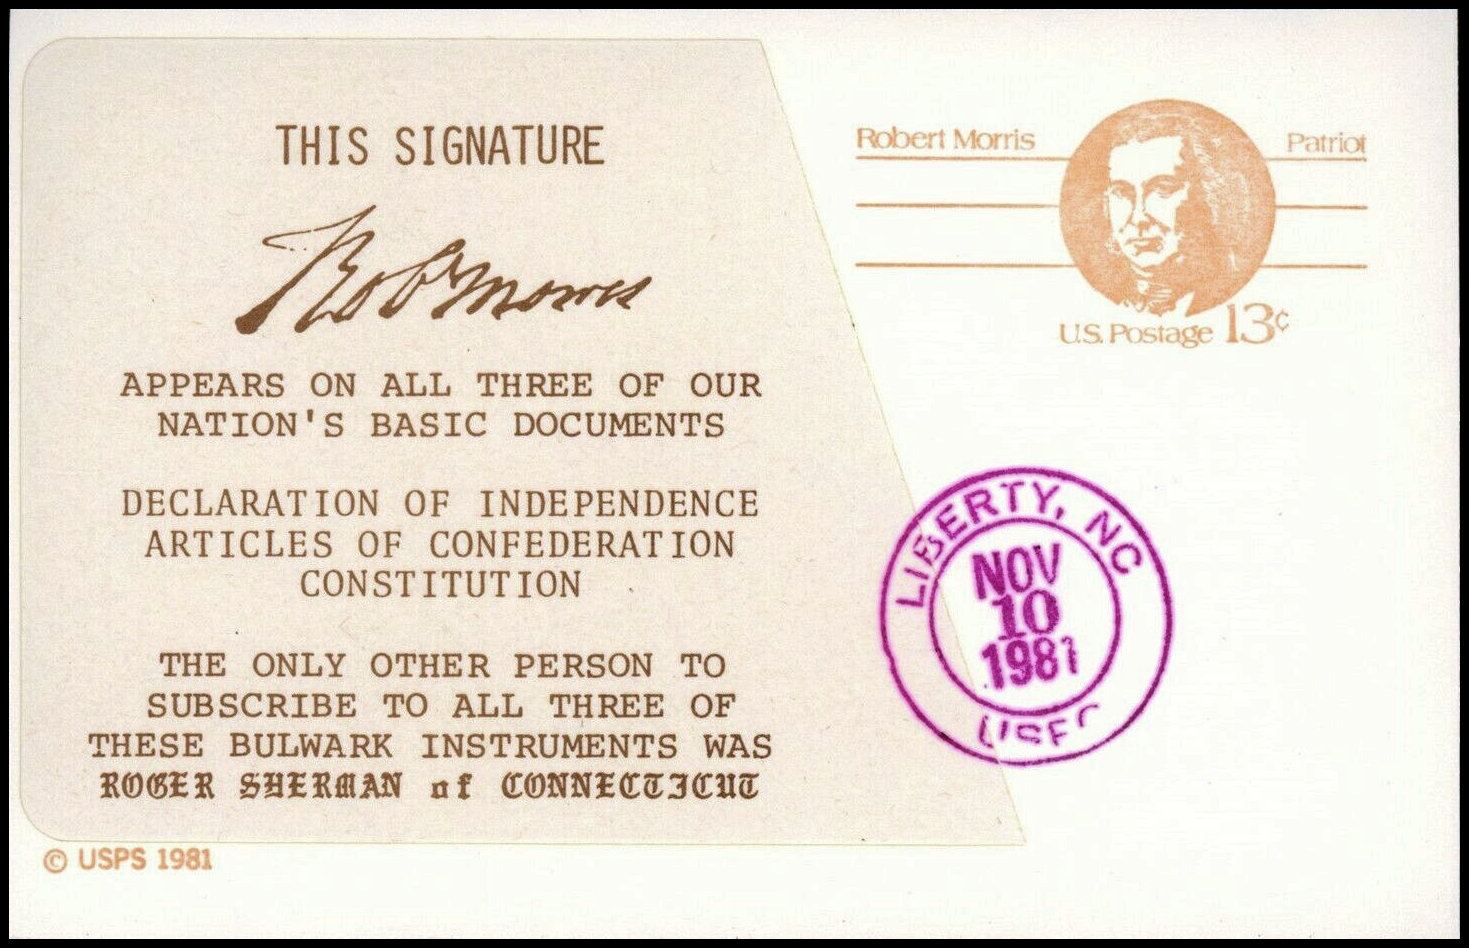 THIS SIGNATURE
Rob Morris
APPEARS ON ALL THREE OF OUR
NATION'S BASIC DOCUMENTS
DECLARATION OF INDEPENDENCE
ARTICLES OF CONFEDERATION
CONSTITUTION
THE ONLY OTHER PERSON TO
SUBSCRIBE TO ALL THREE OF
THESE BULWARK INSTRUMENTS WAS
ROGER SHERMAN of CONNECTICUT
© USPS 1981
Robert Morris
Patriot
U.S. Postage 13¢
LIBERTY, NC
NOV
10
1981